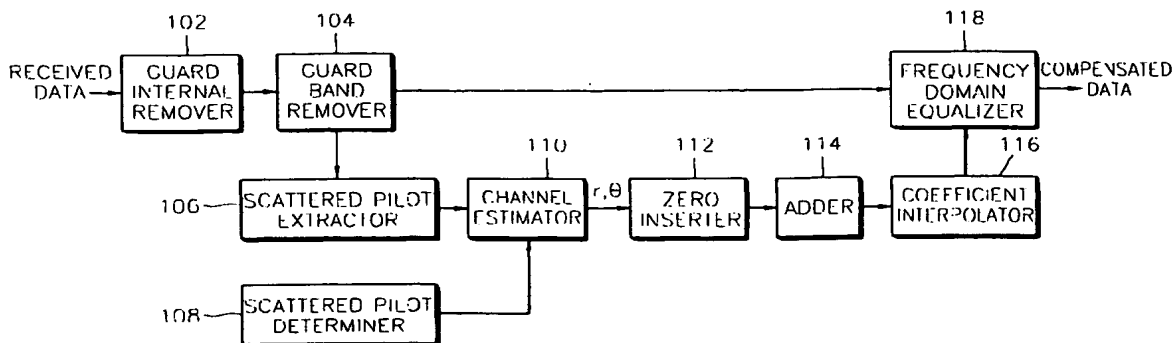 102
104
118
RECEIVED
DATA
GUARD
INTERNAL
REMOVER
GUARD
BAND
REMOVER
FREQUENCY
DOMAIN
EQUALIZER
COMPENSATED
DATA
110
112
114
116
106
SCATTERED PILOT
EXTRACTOR
CHANNEL
ESTIMATOR
r,θ
ZERO
INSERTER
ADDER
COEFFICIENT
INTERPOLATOR
108
SCATTERED PILOT
DETERMINER